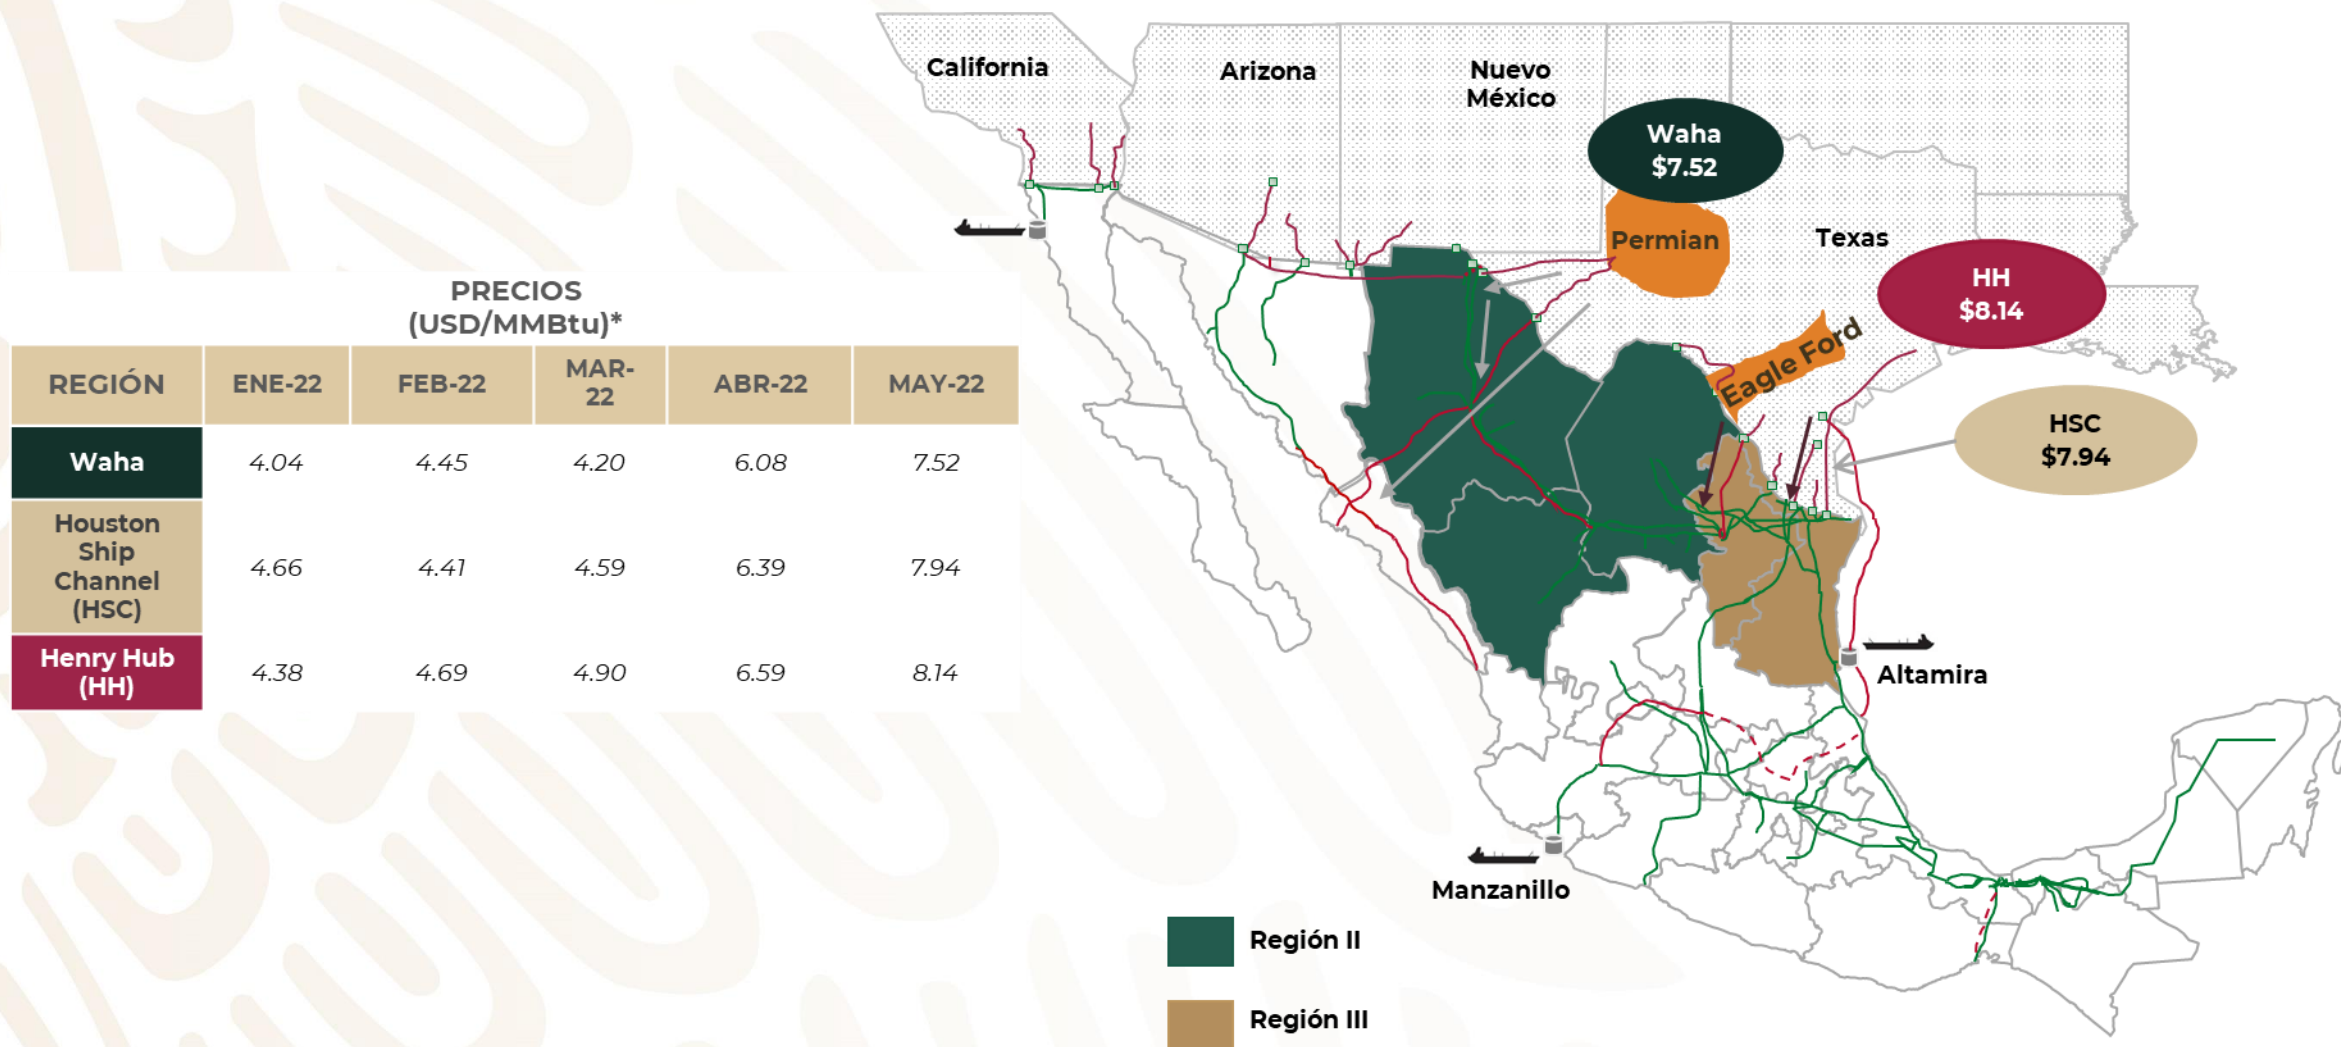 California
Arizona
Nuevo
México
Waha
$7.52
Permian
Texas
HH
$8.14
Eagle Ford
HSC
$7.94
PRECIOS
(USD/MMBtu)*
REGIÓN ENE-22 FEB-22 MAR-22 ABR-22 MAY-22
Waha 4.04 4.45 4.20 6.08 7.52
Houston
Ship
Channel
(HSC) 4.66 4.41 4.59 6.39 7.94
Henry Hub
(HH) 4.38 4.69 4.90 6.59 8.14
Altamira
Manzanillo
Región II
Región III